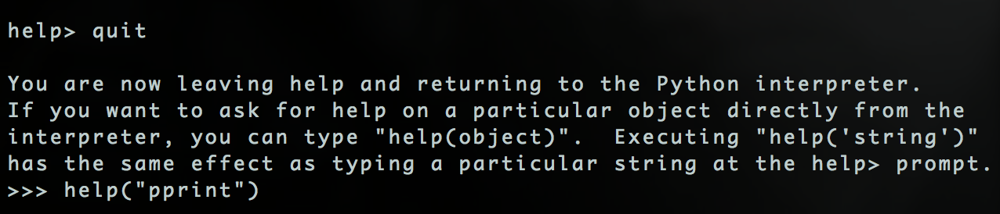 help> quit
You are now leaving help and returning to the Python interpreter.
If you want to ask for help on a particular object directly from the
interpreter, you can type "help(object)".  Executing "help('string')"
has the same effect as typing a particular string at the help> prompt.
>>> help("pprint")